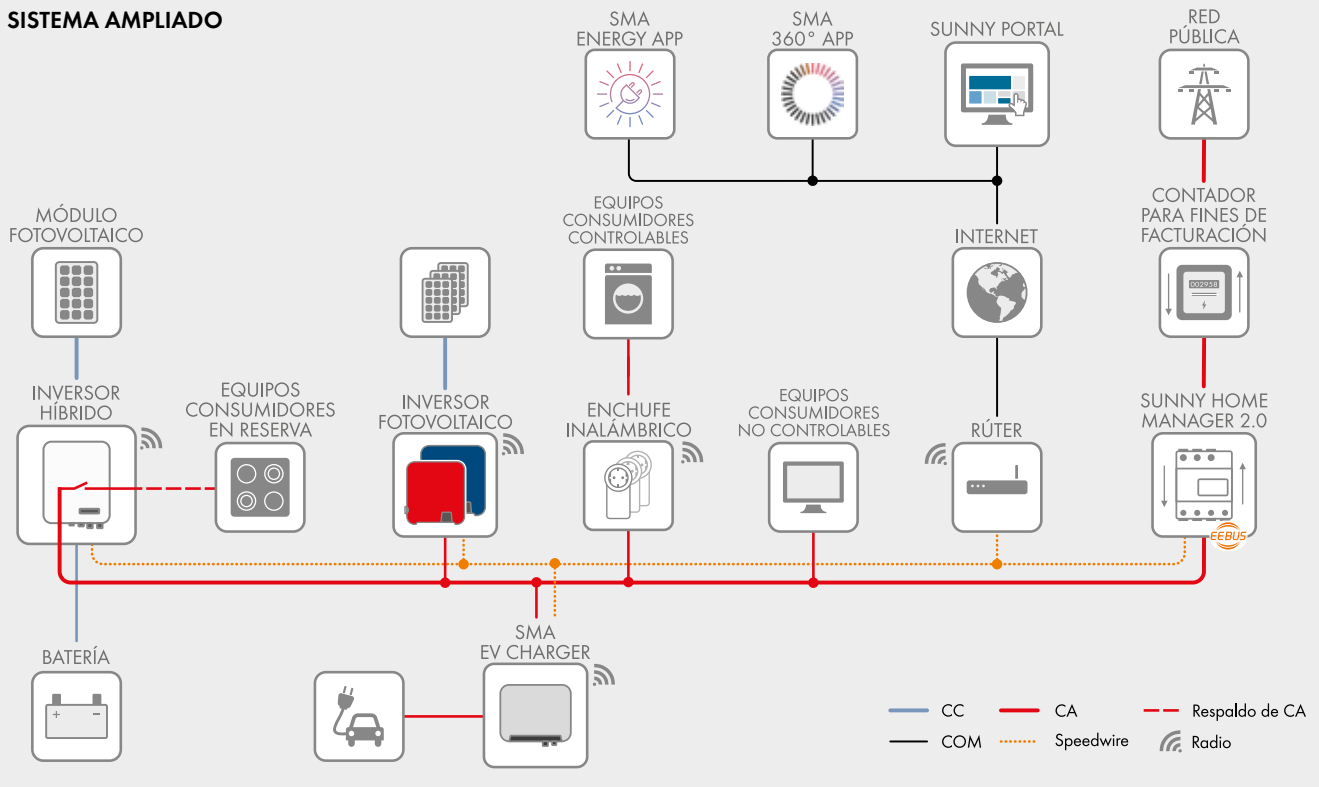 SISTEMA AMPLIADO
SMA
ENERGY APP
SMA
360° APP
SUNNY PORTAL
RED
PÚBLICA
MÓDULO
FOTOVOLTAICO
EQUIPOS
CONSUMIDORES
CONTROLABLES
INTERNET
CONTADOR
PARA FINES DE
FACTURACIÓN
002958
INVERSOR
HÍBRIDO
EQUIPOS
CONSUMIDORES
EN RESERVA
INVERSOR
FOTOVOLTAICO
ENCHUFE
INALÁMBRICO
EQUIPOS
CONSUMIDORES
NO CONTROLABLES
RÚTER
SUNNY HOME
MANAGER 2.0
EEBUS
BATERÍA
+ −
SMA
EV CHARGER
CC
CA
Respaldo de CA
COM
Speedwire
Radio